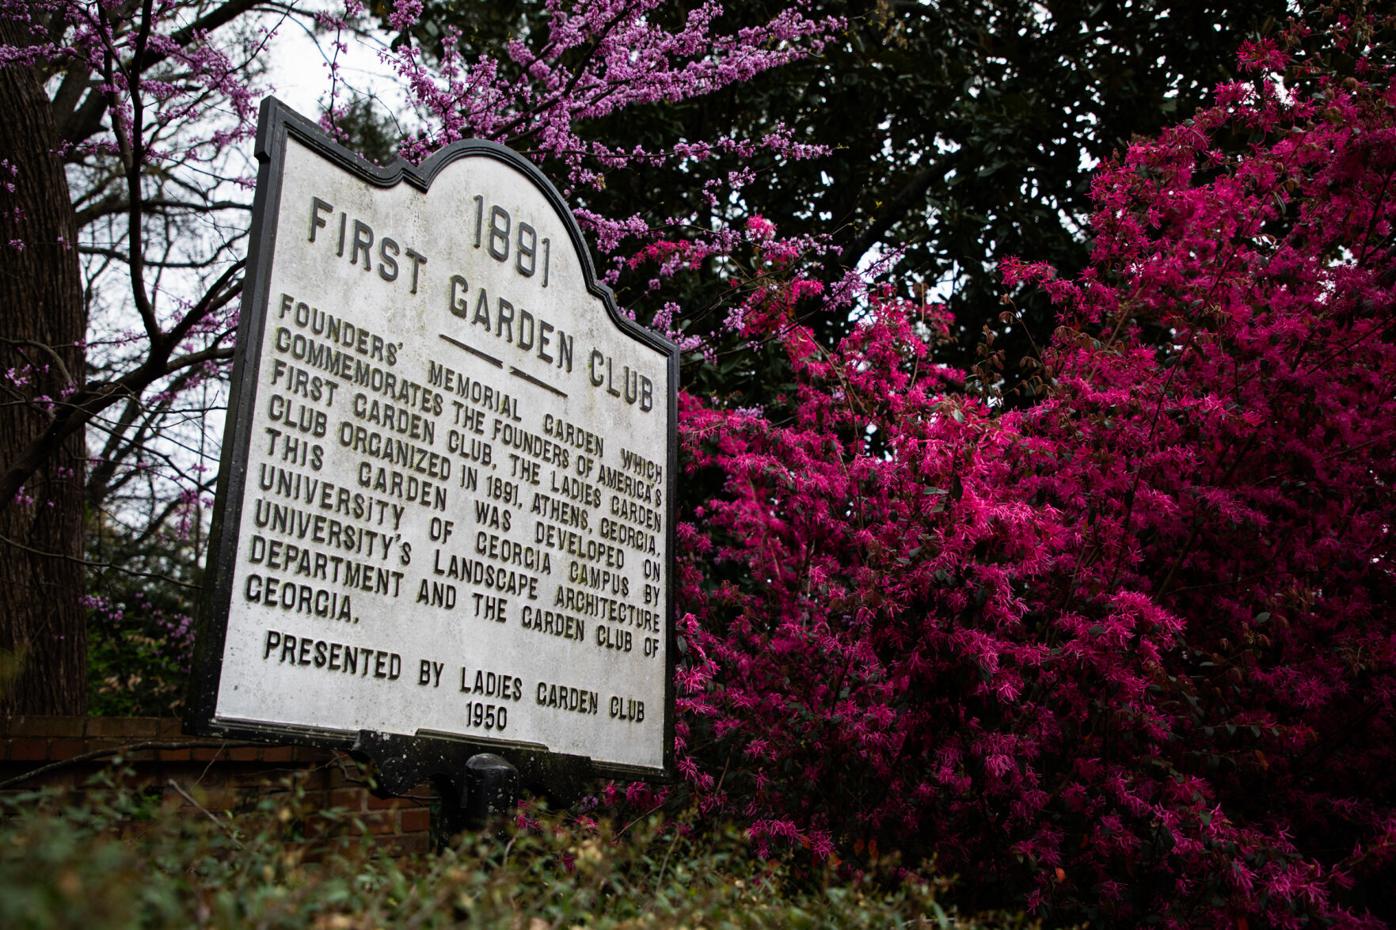 1891
FIRST GARDEN CLUB
FOUNDERS' MEMORIAL GARDEN WHICH
COMMEMORATES THE FOUNDERS OF AMERICA'S
FIRST GARDEN CLUB, THE LADIES GARDEN
CLUB ORGANIZED IN 1891, ATHENS, GEORGIA.
THIS GARDEN WAS DEVELOPED ON
UNIVERSITY OF GEORGIA CAMPUS BY
UNIVERSITY'S LANDSCAPE ARCHITECTURE
DEPARTMENT AND THE GARDEN CLUB OF
GEORGIA.
PRESENTED BY LADIES GARDEN CLUB
1950